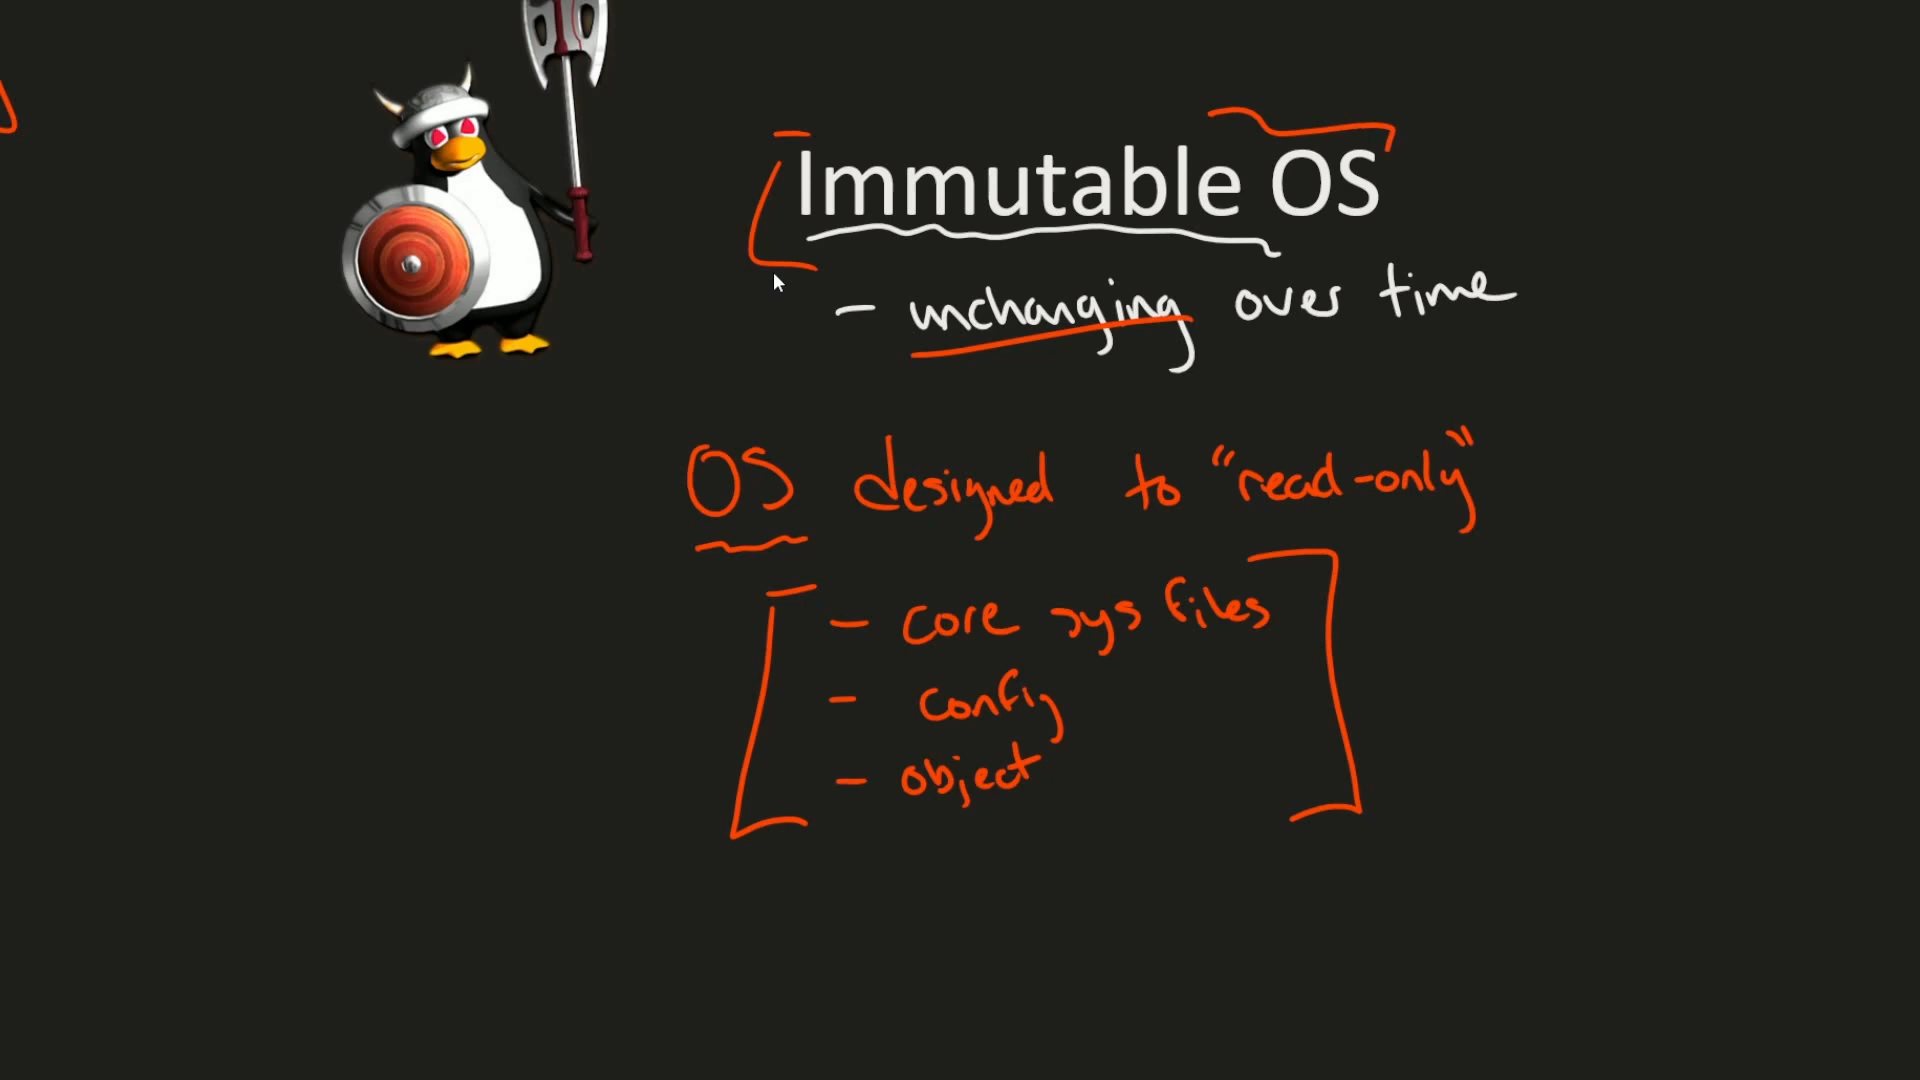 Immutable OS
- unchanging over time
OS designed to "read-only"
- core sys files
- config
- object